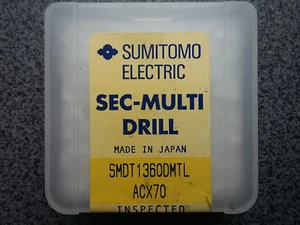 SUMITOMO
ELECTRIC
SEC-MULTI
DRILL
MADE IN JAPAN
SMDT1360DMTL
ACX70
INSPECTED